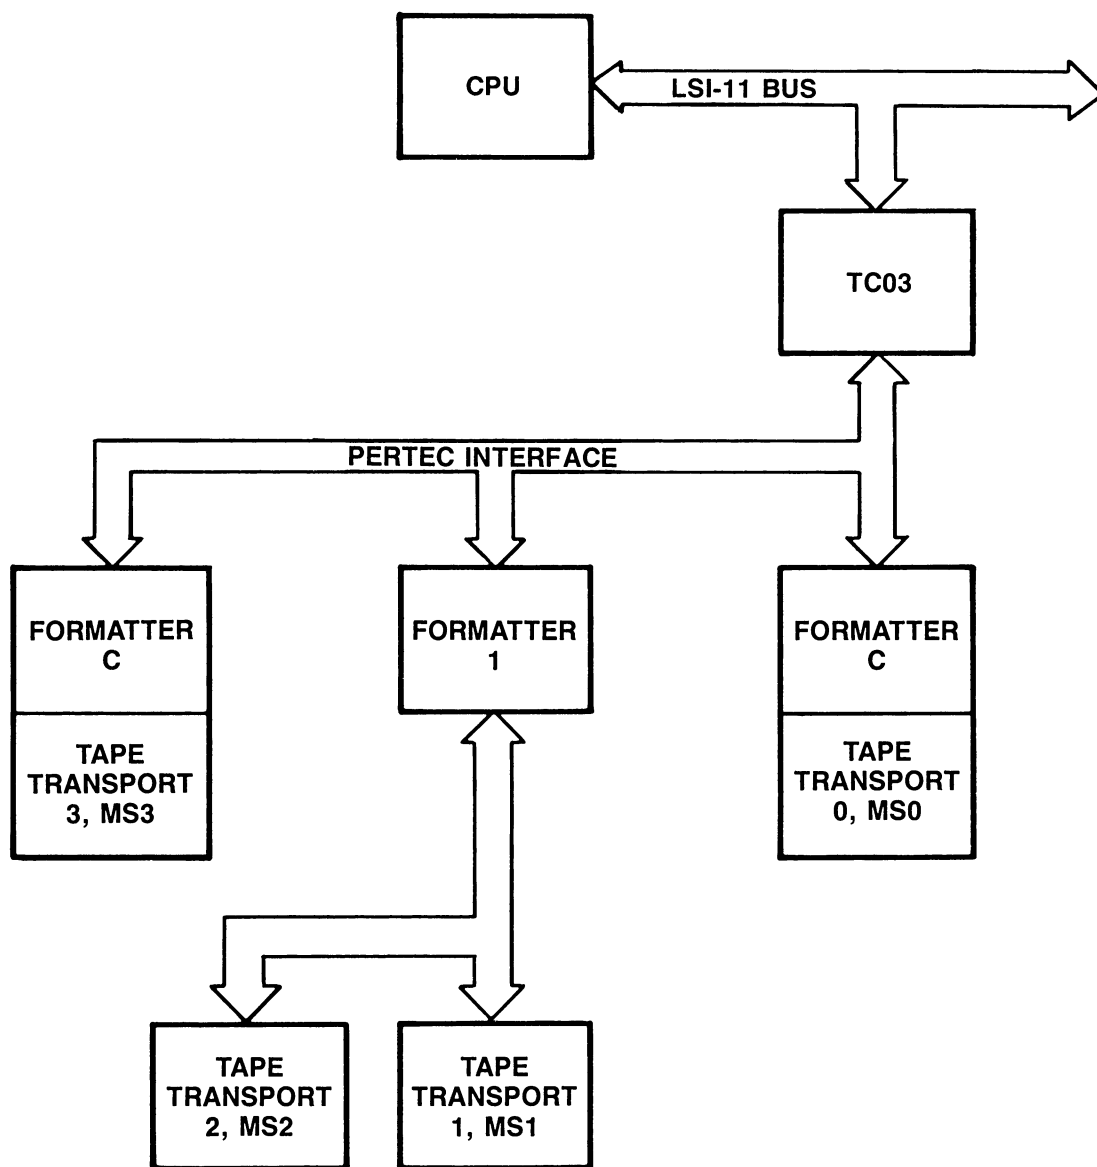 CPU
LSI-11 BUS
TC03
PERTEC INTERFACE
FORMATTER
C
FORMATTER
1
FORMATTER
C
TAPE
TRANSPORT
3, MS3
TAPE
TRANSPORT
0, MS0
TAPE
TRANSPORT
2, MS2
TAPE
TRANSPORT
1, MS1